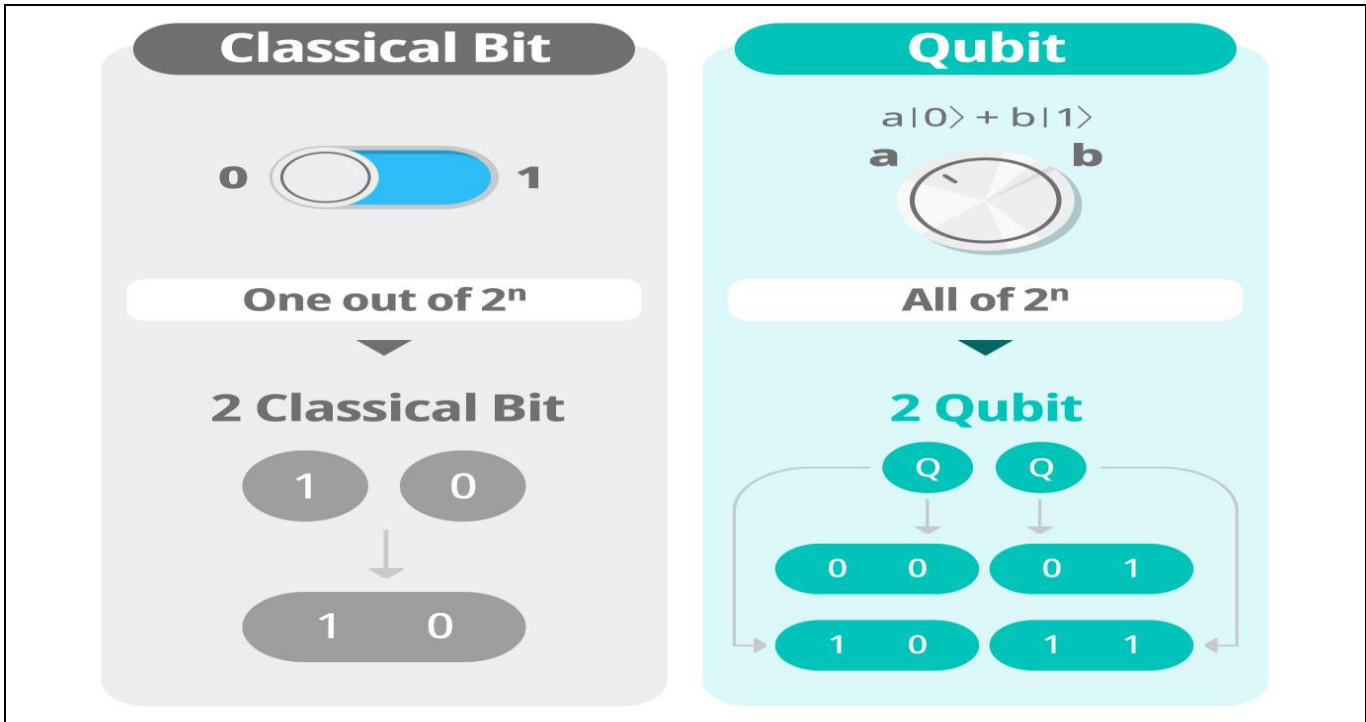 Classical Bit
0 1
One out of 2ⁿ
2 Classical Bit
1 0
1 0
Qubit
a|0⟩ + b|1⟩
a b
All of 2ⁿ
2 Qubit
Q Q
0 0 0 1
1 0 1 1